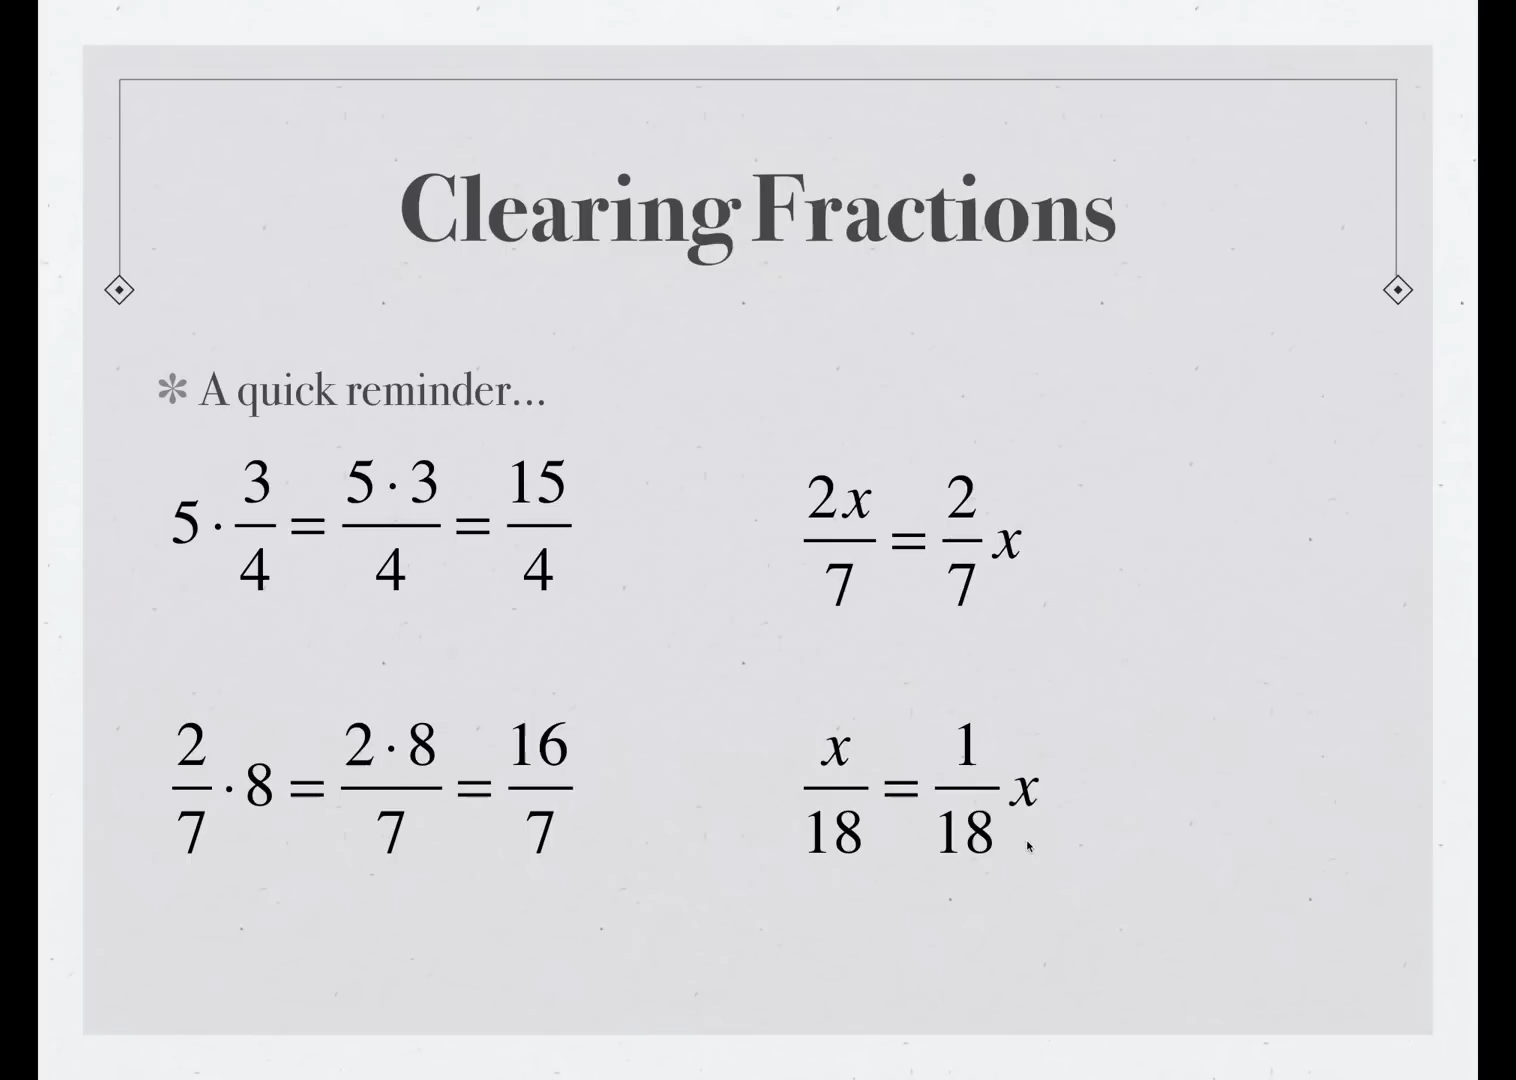 Clearing Fractions
✻ A quick reminder...
5 · 3/4 = 5 · 3/4 = 15/4
2x/7 = 2/7 x
2/7 · 8 = 2 · 8/7 = 16/7
x/18 = 1/18 x